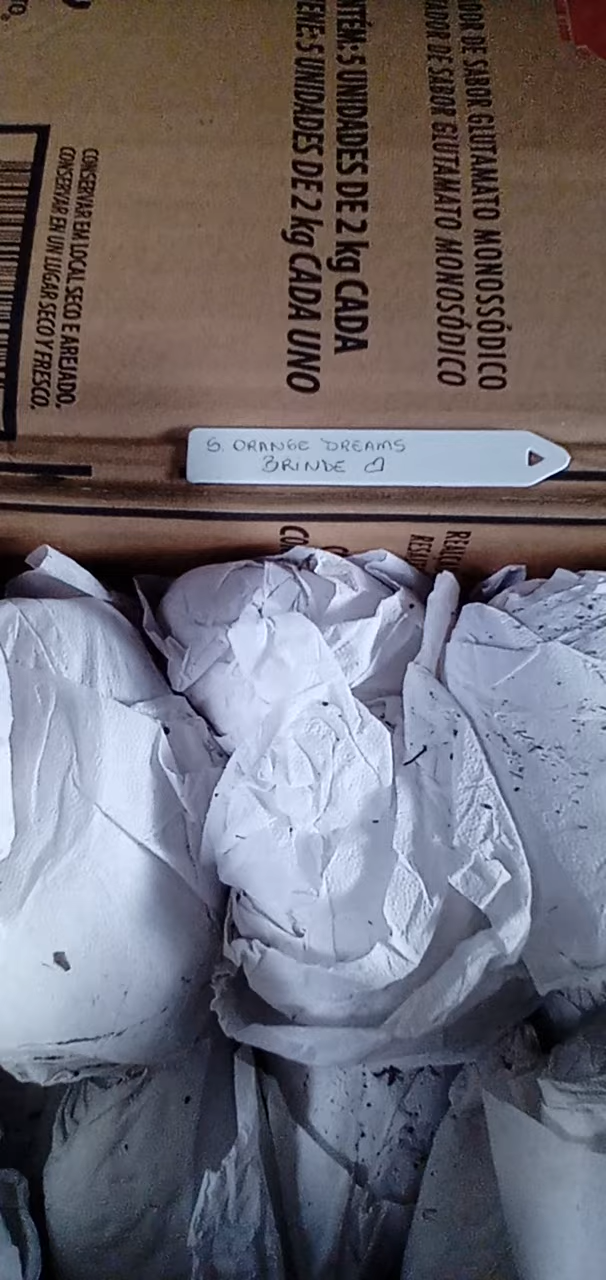 DOR DE SABOR GLUTAMATO MONOSSÓDICO
ADOR DE SABOR GLUTAMATO MONOSÓDICO
NTÉM: 5 UNIDADES DE 2 kg CADA
TENE: 5 UNIDADES DE 2 kg CADA UNO
CONSERVAR EM LOCAL SECO E AREJADO.
CONSERVAR EN UN LUGAR SECO Y FRESCO.
S. ORANGE DREAMS
BRINDE